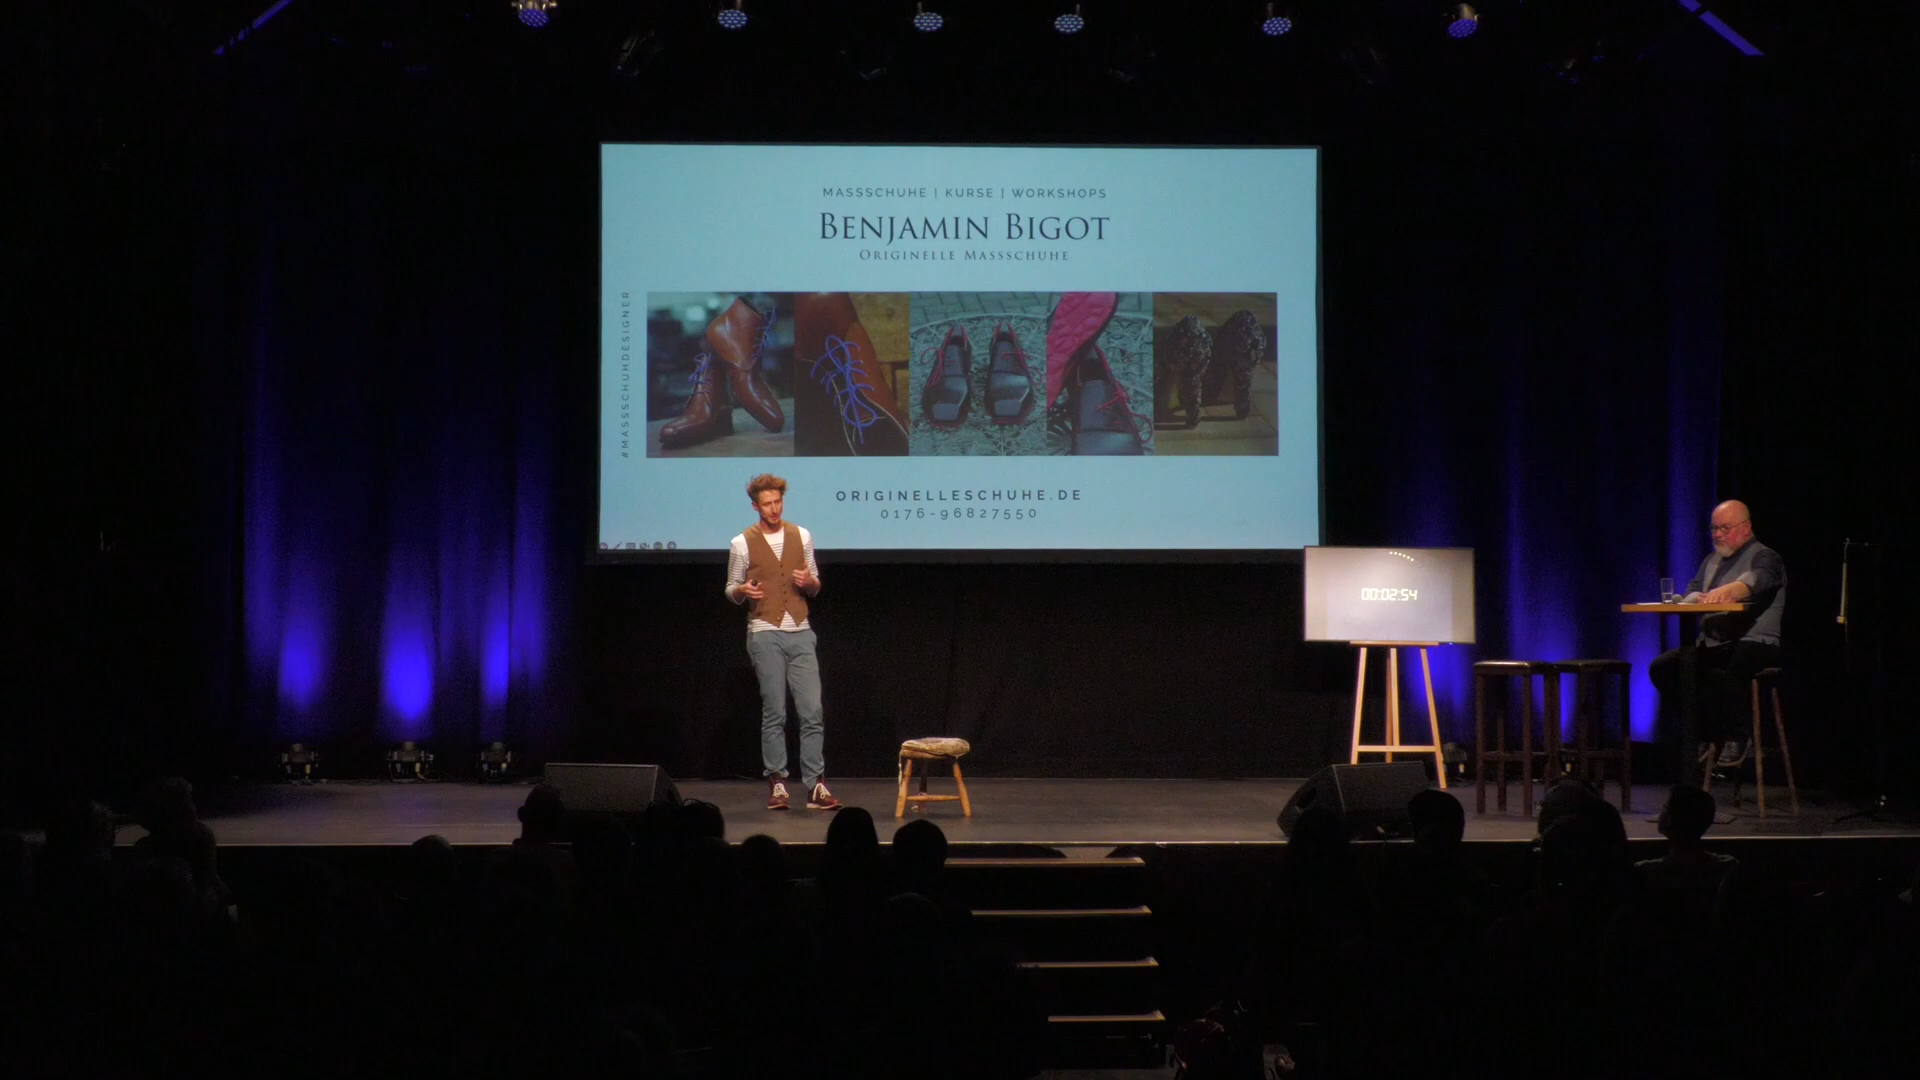 MASSSCHUHE | KURSE | WORKSHOPS
BENJAMIN BIGOT
ORIGINELLE MASSSCHUHE
#MASSSCHUHDESIGNER
ORIGINELLESCHUHE.DE
0176-96827550
00:02:54